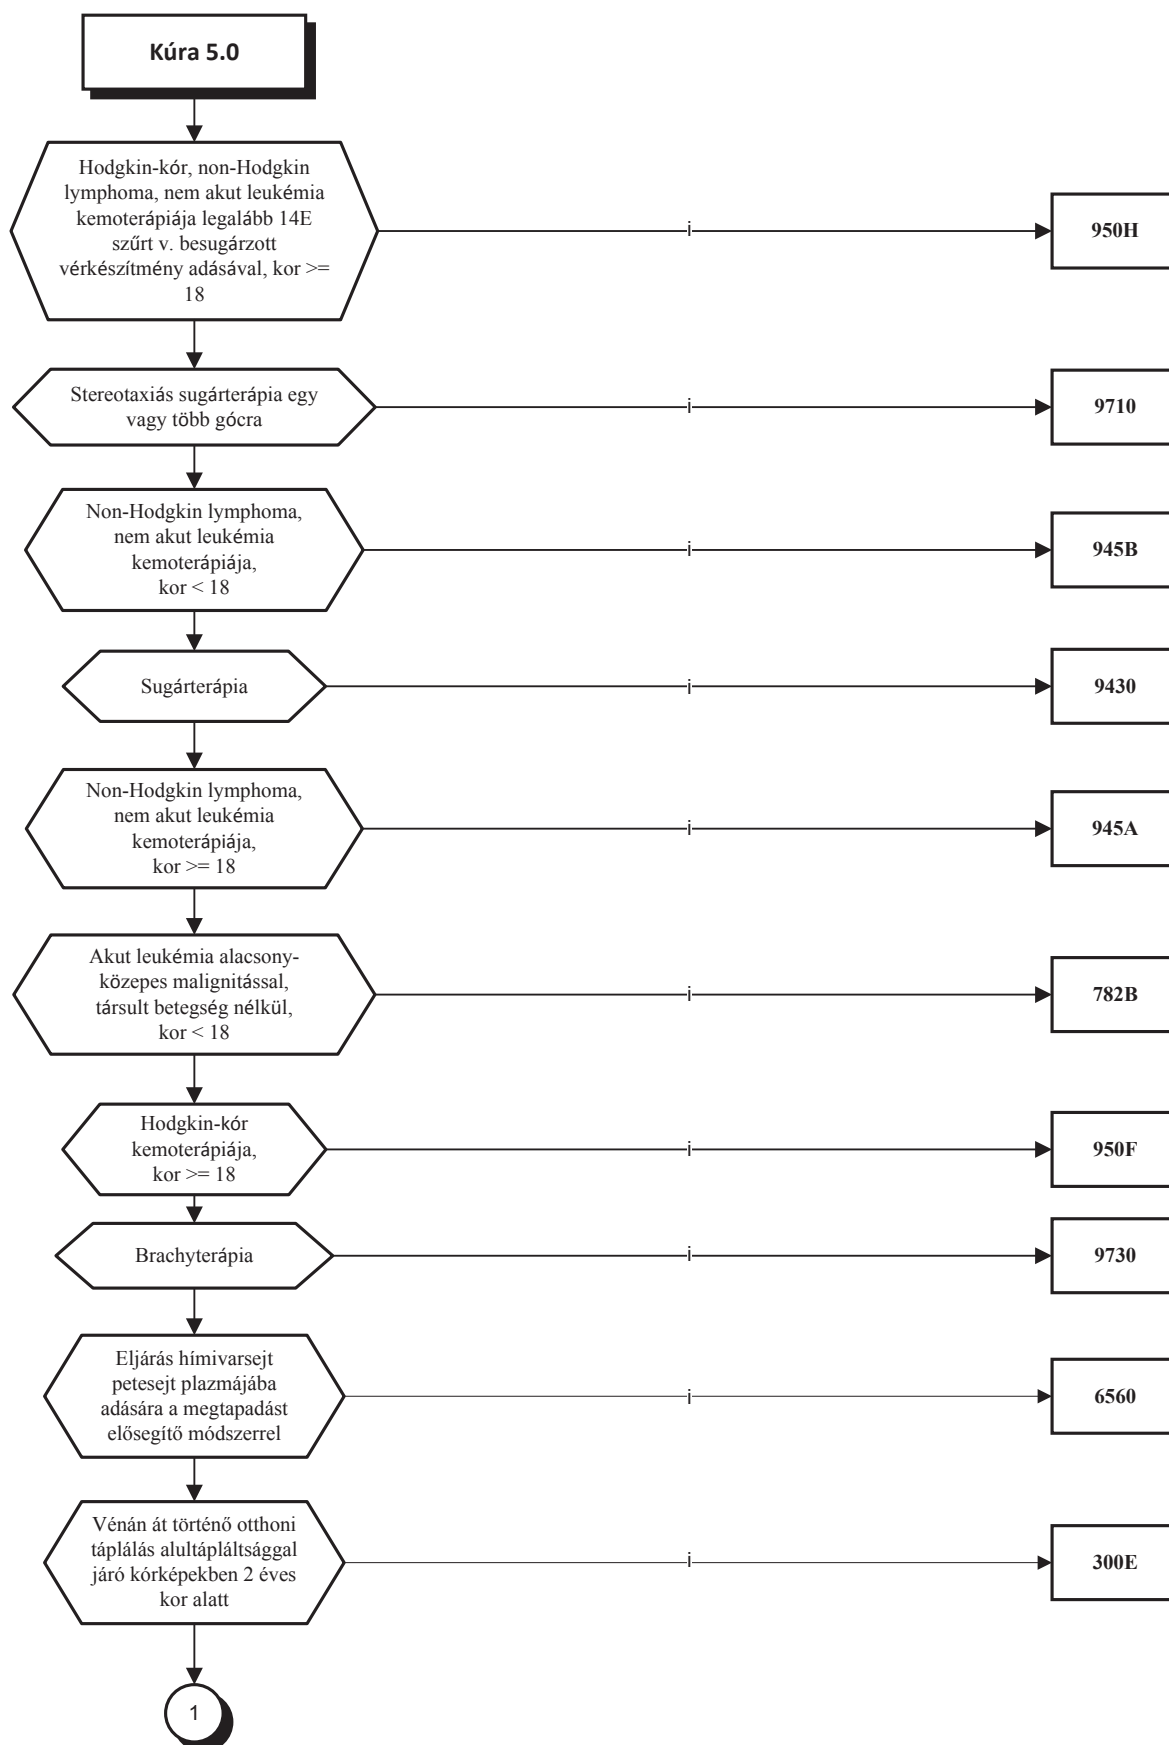 Kúra 5.0
Hodgkin-kór, non-Hodgkin
lymphoma, nem akut leukémia
kemoterápiája legalább 14E
szűrt v. besugárzott
vérkészítmény adásával, kor >=
18
i
950H
Stereotaxiás sugárterápia egy
vagy több gócra
i
9710
Non-Hodgkin lymphoma,
nem akut leukémia
kemoterápiája,
kor < 18
i
945B
Sugárterápia
i
9430
Non-Hodgkin lymphoma,
nem akut leukémia
kemoterápiája,
kor >= 18
i
945A
Akut leukémia alacsony-
közepes malignitással,
társult betegség nélkül,
kor < 18
i
782B
Hodgkin-kór
kemoterápiája,
kor >= 18
i
950F
Brachyterápia
i
9730
Eljárás hímivarsejt
petesejt plazmájába
adására a megtapadást
elősegítő módszerrel
i
6560
Vénán át történő otthoni
táplálás alultápláltsággal
járó kórképekben 2 éves
kor alatt
i
300E
1